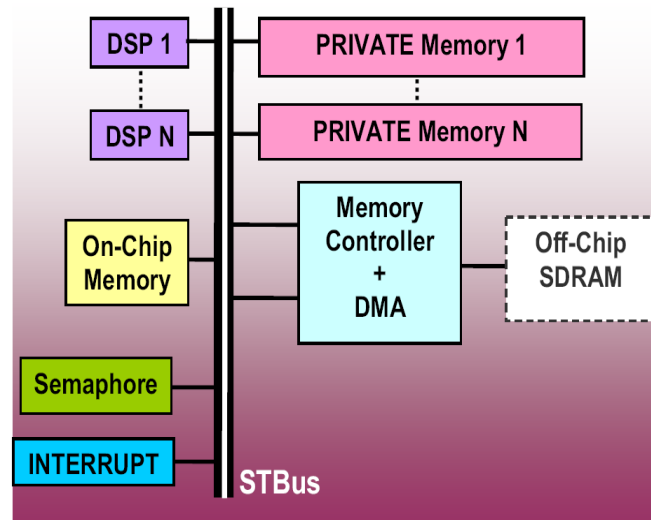 DSP 1
PRIVATE Memory 1
DSP N
PRIVATE Memory N
On-Chip
Memory
Memory
Controller
+
DMA
Off-Chip
SDRAM
Semaphore
INTERRUPT
STBus